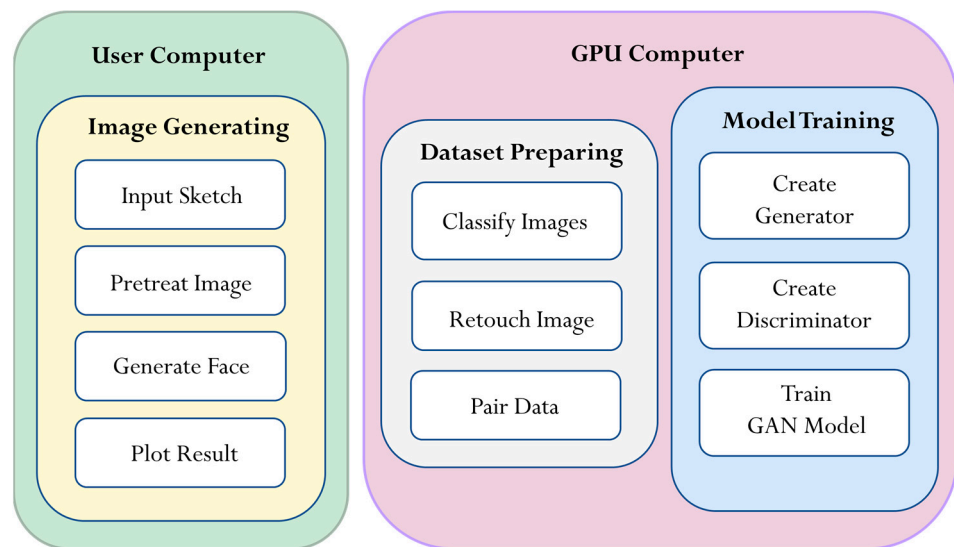 User Computer
Image Generating
Input Sketch
Pretreat Image
Generate Face
Plot Result
GPU Computer
Dataset Preparing
Classify Images
Retouch Image
Pair Data
Model Training
Create
Generator
Create
Discriminator
Train
GAN Model